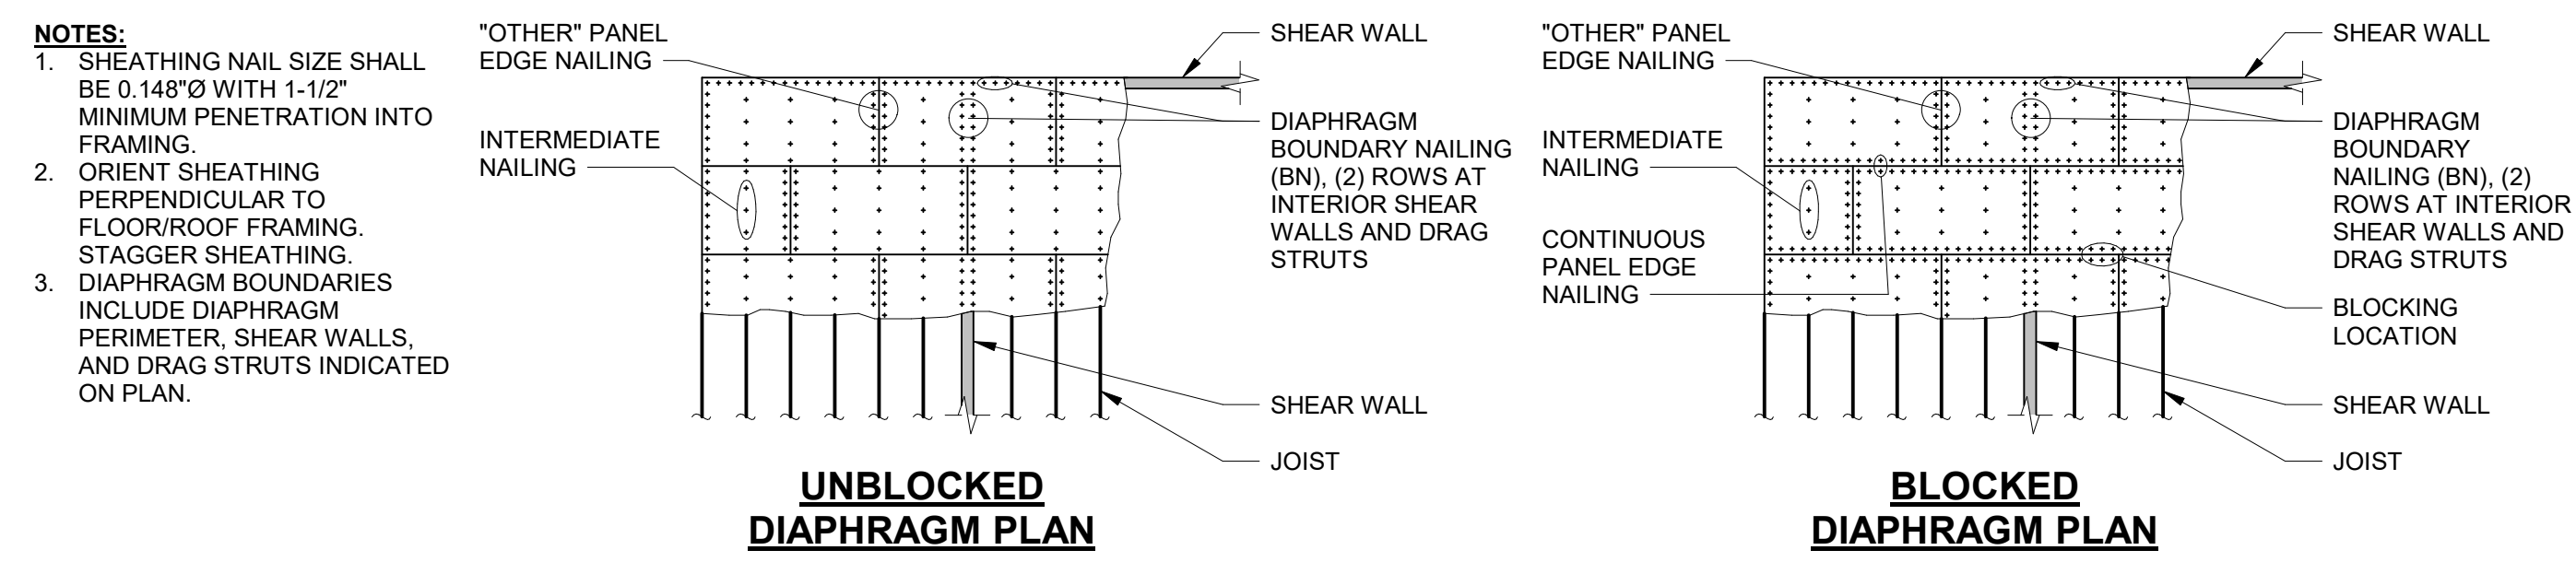 NOTES:
1. SHEATHING NAIL SIZE SHALL
BE 0.148"Ø WITH 1-1/2"
MINIMUM PENETRATION INTO
FRAMING.
2. ORIENT SHEATHING
PERPENDICULAR TO
FLOOR/ROOF FRAMING.
STAGGER SHEATHING.
3. DIAPHRAGM BOUNDARIES
INCLUDE DIAPHRAGM
PERIMETER, SHEAR WALLS,
AND DRAG STRUTS INDICATED
ON PLAN.
"OTHER" PANEL
EDGE NAILING
INTERMEDIATE
NAILING
SHEAR WALL
DIAPHRAGM
BOUNDARY NAILING
(BN), (2) ROWS AT
INTERIOR SHEAR
WALLS AND DRAG
STRUTS
SHEAR WALL
JOIST
UNBLOCKED
DIAPHRAGM PLAN
"OTHER" PANEL
EDGE NAILING
INTERMEDIATE
NAILING
CONTINUOUS
PANEL EDGE
NAILING
SHEAR WALL
DIAPHRAGM
BOUNDARY
NAILING (BN), (2)
ROWS AT INTERIOR
SHEAR WALLS AND
DRAG STRUTS
BLOCKING
LOCATION
SHEAR WALL
JOIST
BLOCKED
DIAPHRAGM PLAN